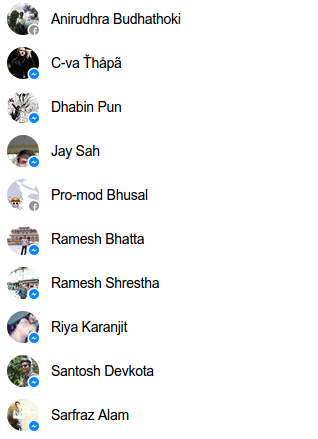 Anirudhra Budhathoki
C-va Ťhảpã
Dhabin Pun
Jay Sah
Pro-mod Bhusal
Ramesh Bhatta
Ramesh Shrestha
Riya Karanjit
Santosh Devkota
Sarfraz Alam